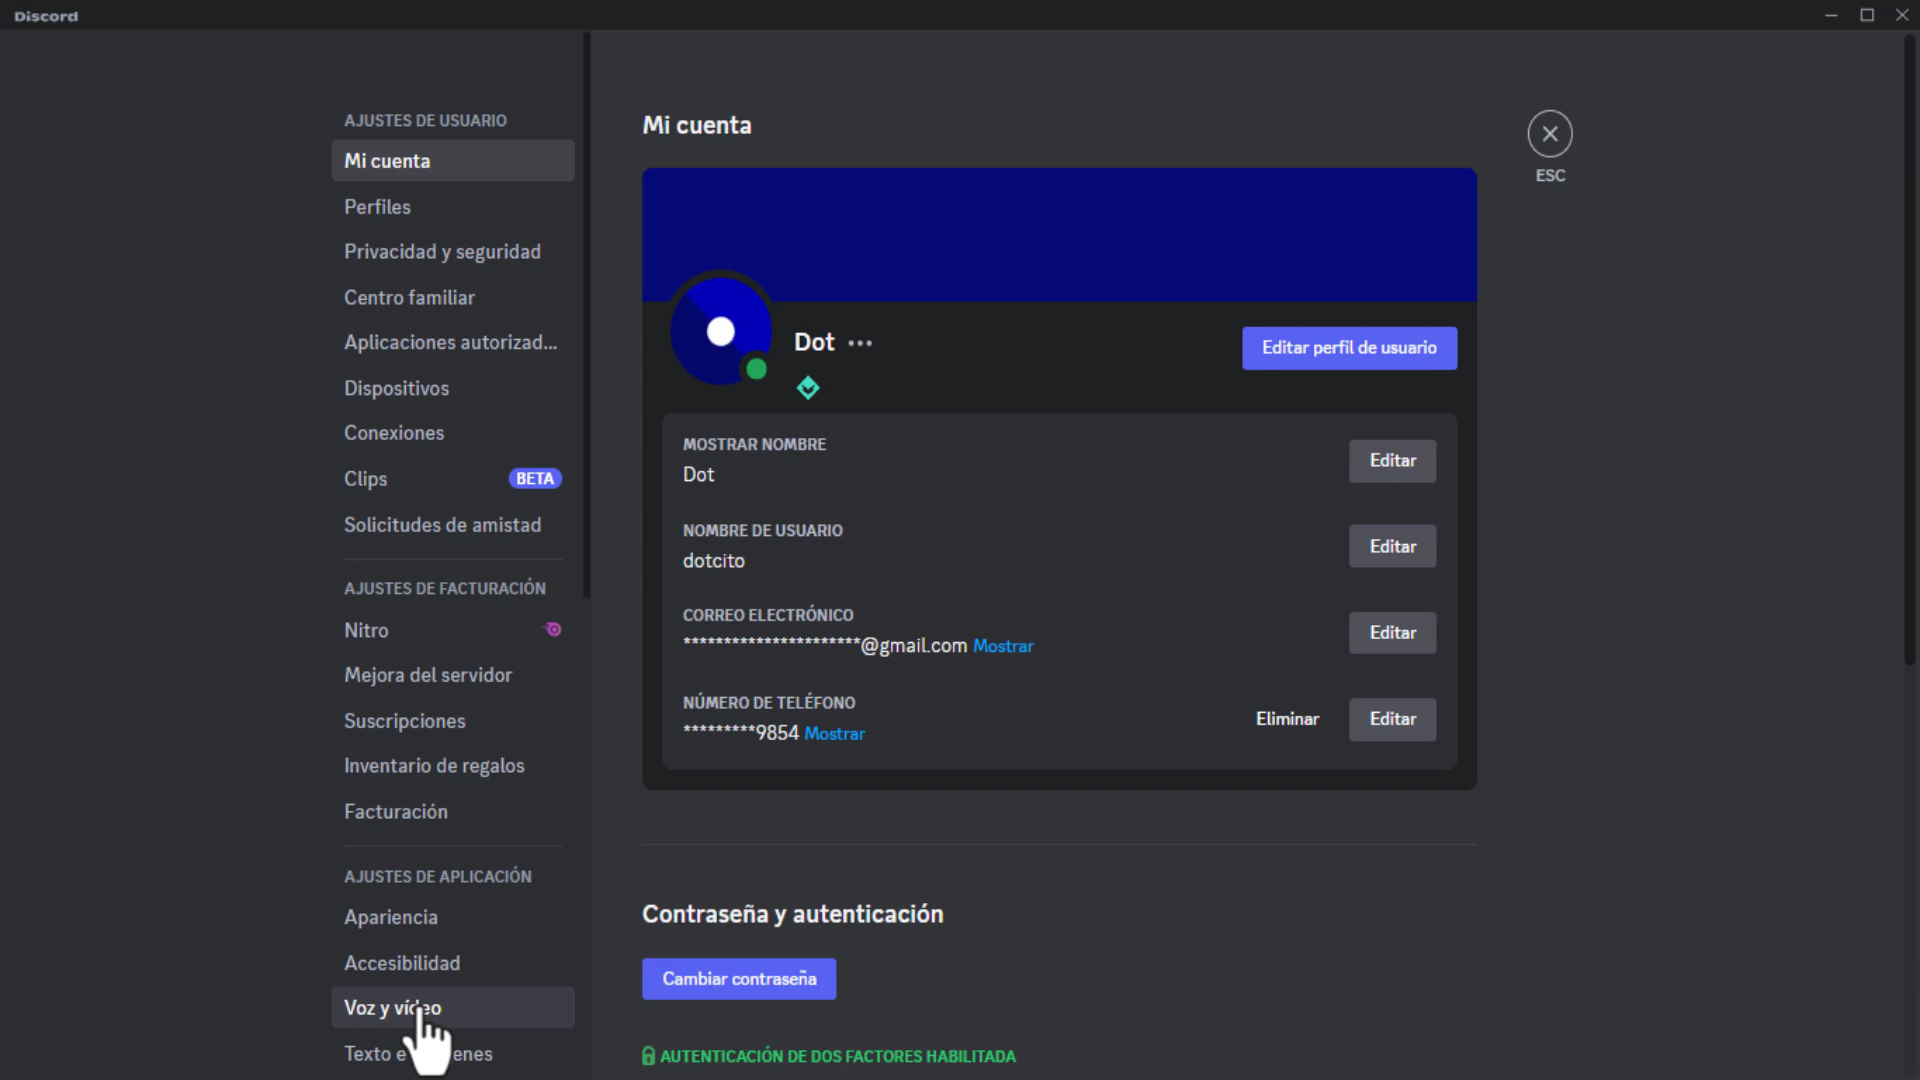 Discord
AJUSTES DE USUARIO
Mi cuenta
Perfiles
Privacidad y seguridad
Centro familiar
Aplicaciones autorizad...
Dispositivos
Conexiones
Clips BETA
Solicitudes de amistad
AJUSTES DE FACTURACIÓN
Nitro
Mejora del servidor
Suscripciones
Inventario de regalos
Facturación
AJUSTES DE APLICACIÓN
Apariencia
Accesibilidad
Voz y vídeo
Texto e
Mi cuenta
ESC
Dot
Editar perfil de usuario
MOSTRAR NOMBRE
Dot
Editar
NOMBRE DE USUARIO
dotcito
Editar
CORREO ELECTRÓNICO
**********************@gmail.com Mostrar
Editar
NÚMERO DE TELÉFONO
*********9854 Mostrar
Eliminar Editar
Contraseña y autenticación
Cambiar contraseña
AUTENTICACIÓN DE DOS FACTORES HABILITADA